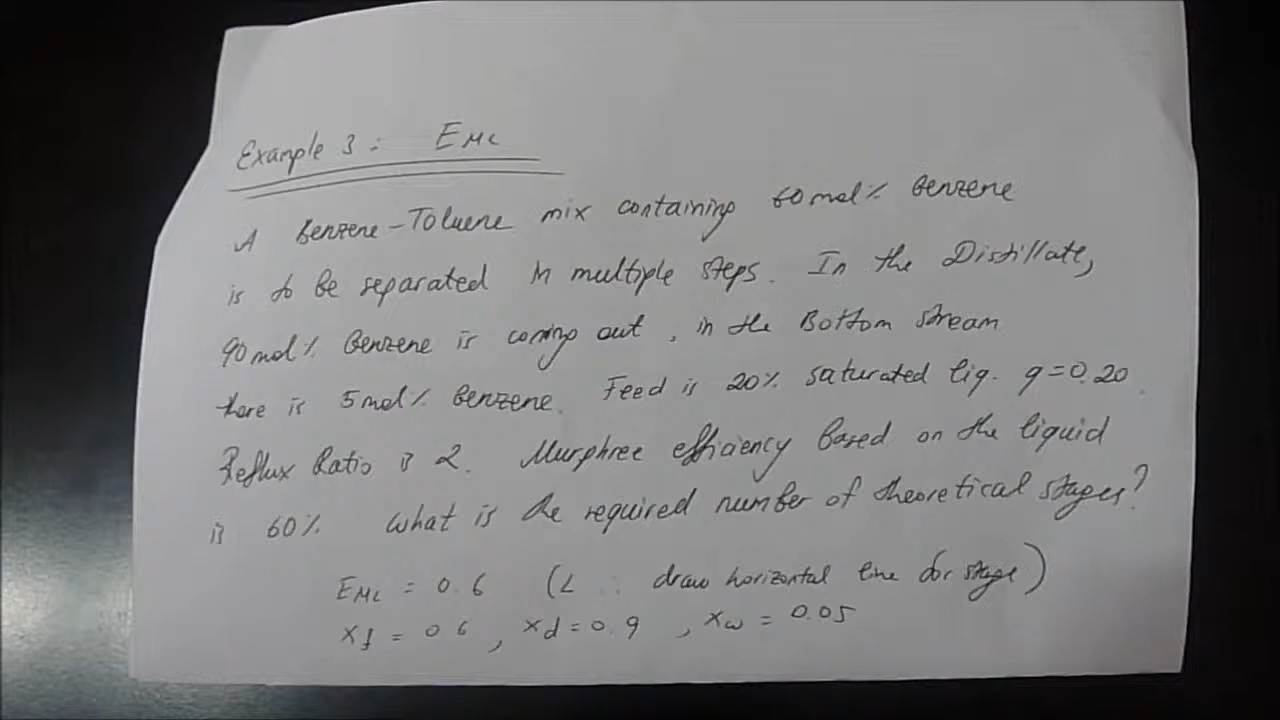 Example 3: EML
A Benzene-Toluene mix containing 60 mol% Benzene
is to be separated in multiple steps. In the Distillate,
90 mol% Benzene is coming out, in the Bottom stream
there is 5 mol% Benzene. Feed is 20% saturated liq. q=0.20.
Reflux Ratio is 2. Murphree efficiency Based on the liquid
is 60% what is the required number of theoretical stages?
EML = 0.6 (L ∴ draw horizontal line for stage)
xf = 0.6, xd = 0.9, xw = 0.05